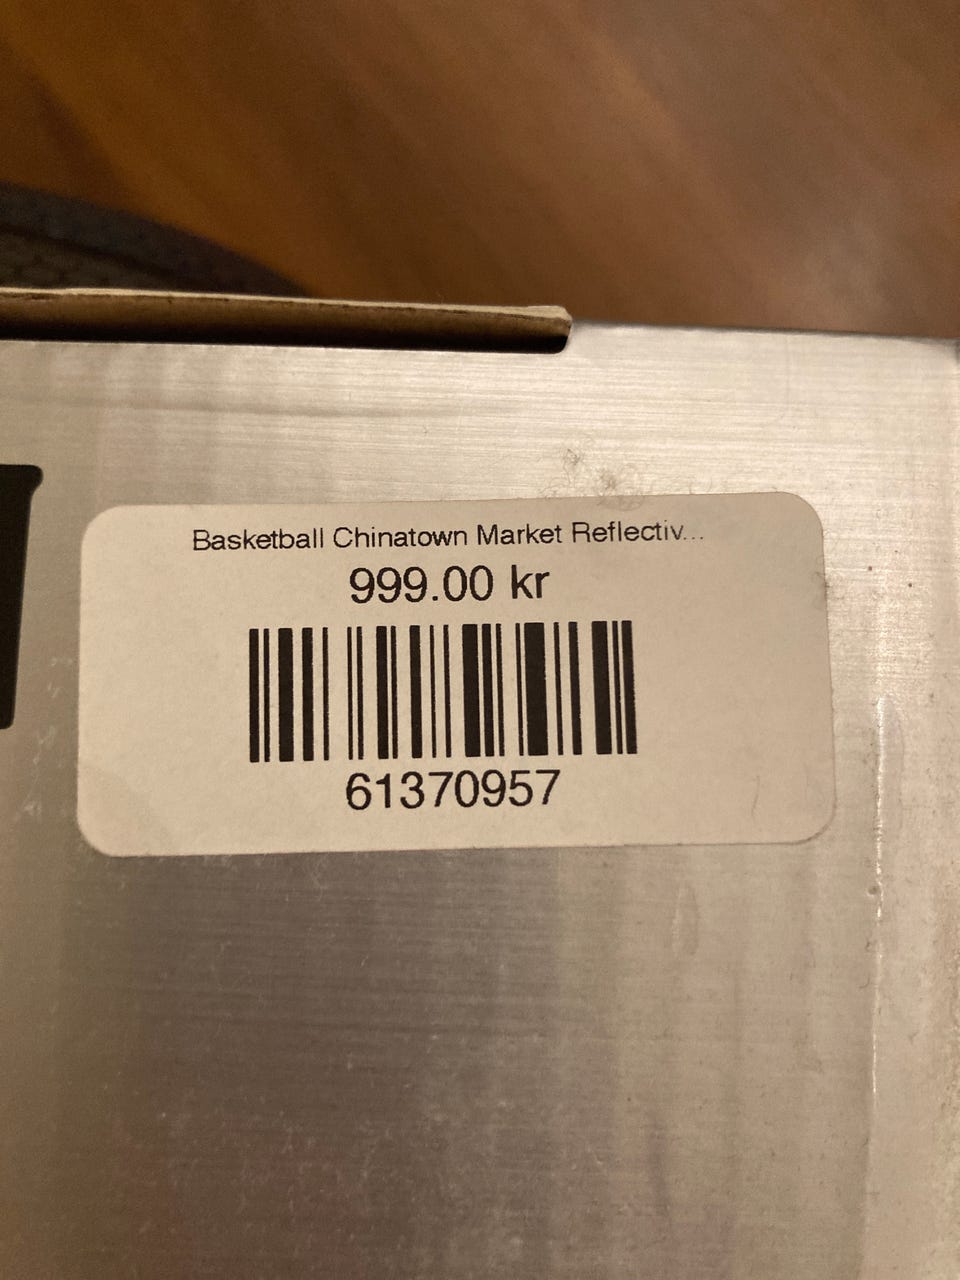 Basketball Chinatown Market Reflectiv...
999.00 kr
61370957